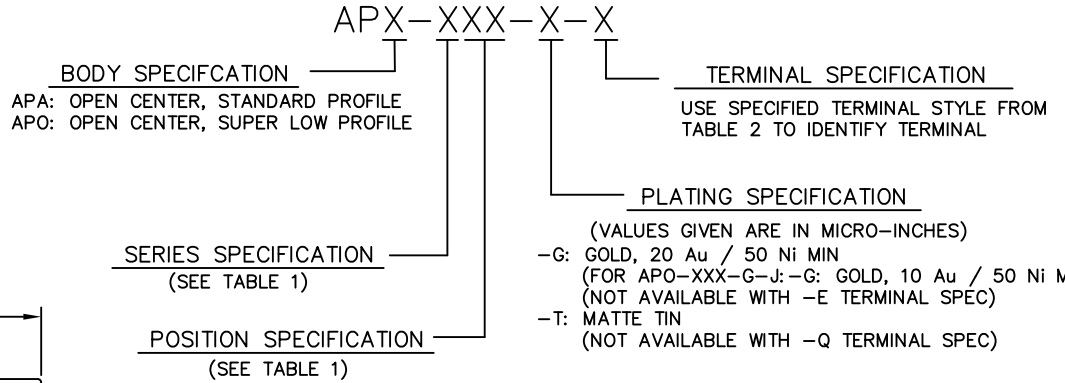 APX-XXX-X-X
BODY SPECIFCATION
APA: OPEN CENTER, STANDARD PROFILE
APO: OPEN CENTER, SUPER LOW PROFILE
TERMINAL SPECIFICATION
USE SPECIFIED TERMINAL STYLE FROM
TABLE 2 TO IDENTIFY TERMINAL
PLATING SPECIFICATION
(VALUES GIVEN ARE IN MICRO-INCHES)
-G: GOLD, 20 Au / 50 Ni MIN
(FOR APO-XXX-G-J:-G: GOLD, 10 Au / 50 Ni
(NOT AVAILABLE WITH -E TERMINAL SPEC)
-T: MATTE TIN
(NOT AVAILABLE WITH -Q TERMINAL SPEC)
SERIES SPECIFICATION
(SEE TABLE 1)
POSITION SPECIFICATION
(SEE TABLE 1)